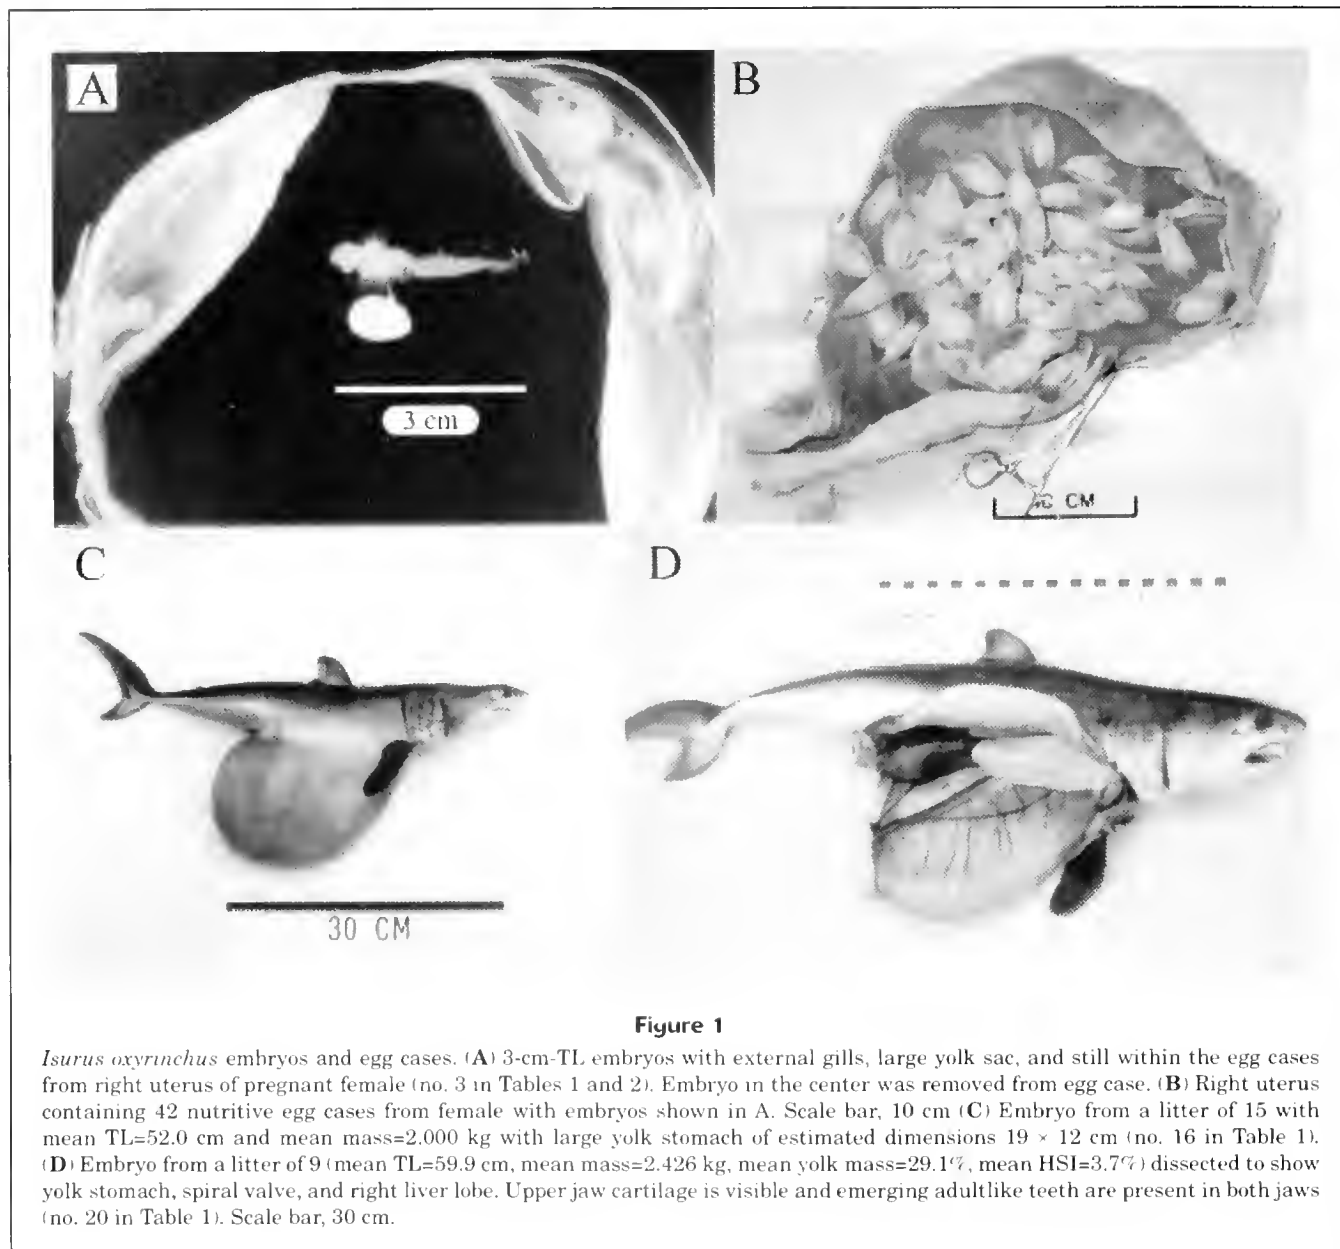 A
B
3 cm
CM
C
D
30 CM
Figure 1
Isurus oxyrinchus embryos and egg cases. (A) 3-cm-TL embryos with external gills, large yolk sac, and still within the egg cases
from right uterus of pregnant female (no. 3 in Tables 1 and 2). Embryo in the center was removed from egg case. (B) Right uterus
containing 42 nutritive egg cases from female with embryos shown in A. Scale bar, 10 cm (C) Embryo from a litter of 15 with
mean TL=52.0 cm and mean mass=2.000 kg with large yolk stomach of estimated dimensions 19 × 12 cm (no. 16 in Table 1).
(D) Embryo from a litter of 9 (mean TL=59.9 cm, mean mass=2.426 kg, mean yolk mass=29.1%, mean HSI=3.7%) dissected to show
yolk stomach, spiral valve, and right liver lobe. Upper jaw cartilage is visible and emerging adultlike teeth are present in both jaws
(no. 20 in Table 1). Scale bar, 30 cm.